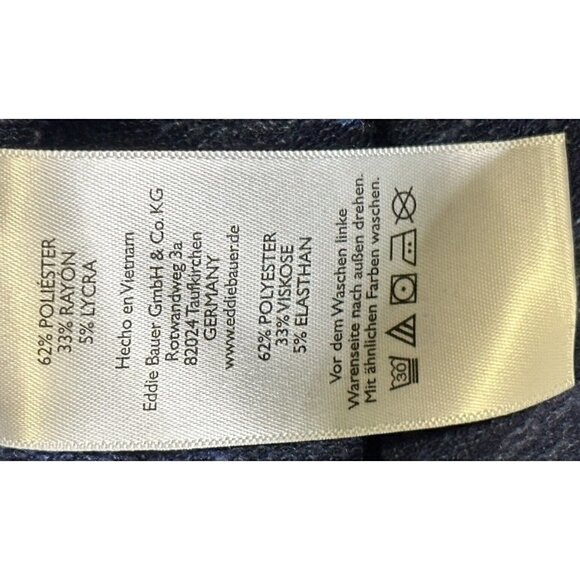 62% POLIÉSTER
33% RAYON
5% LYCRA
Hecho en Vietnam
Eddie Bauer GmbH & Co. KG
Rotwandweg 3a
82024 Taufkirchen
GERMANY
www.eddiebauer.de
62% POLYESTER
33% VISKOSE
5% ELASTHAN
Vor dem Waschen linke
Warenseite nach außen drehen.
Mit ähnlichen Farben waschen.
30